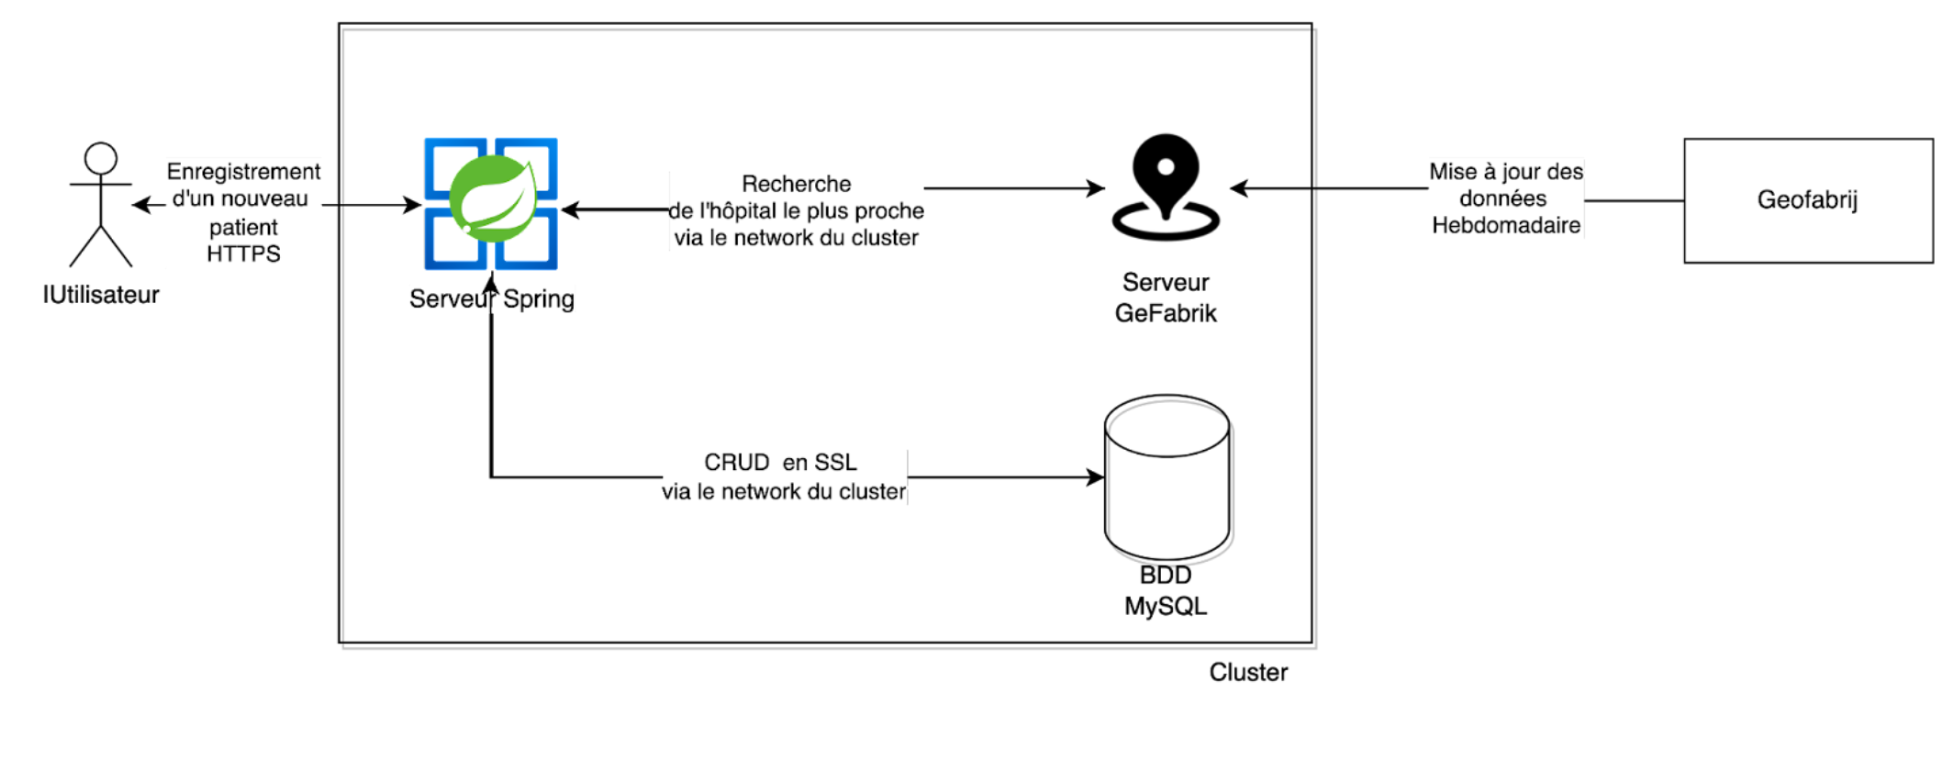 Enregistrement
d'un nouveau
patient
HTTPS
IUtilisateur
Serveur Spring
Recherche
de l'hôpital le plus proche
via le network du cluster
Serveur
GeFabrik
Mise à jour des
données
Hebdomadaire
Geofabrij
CRUD en SSL
via le network du cluster
BDD
MySQL
Cluster